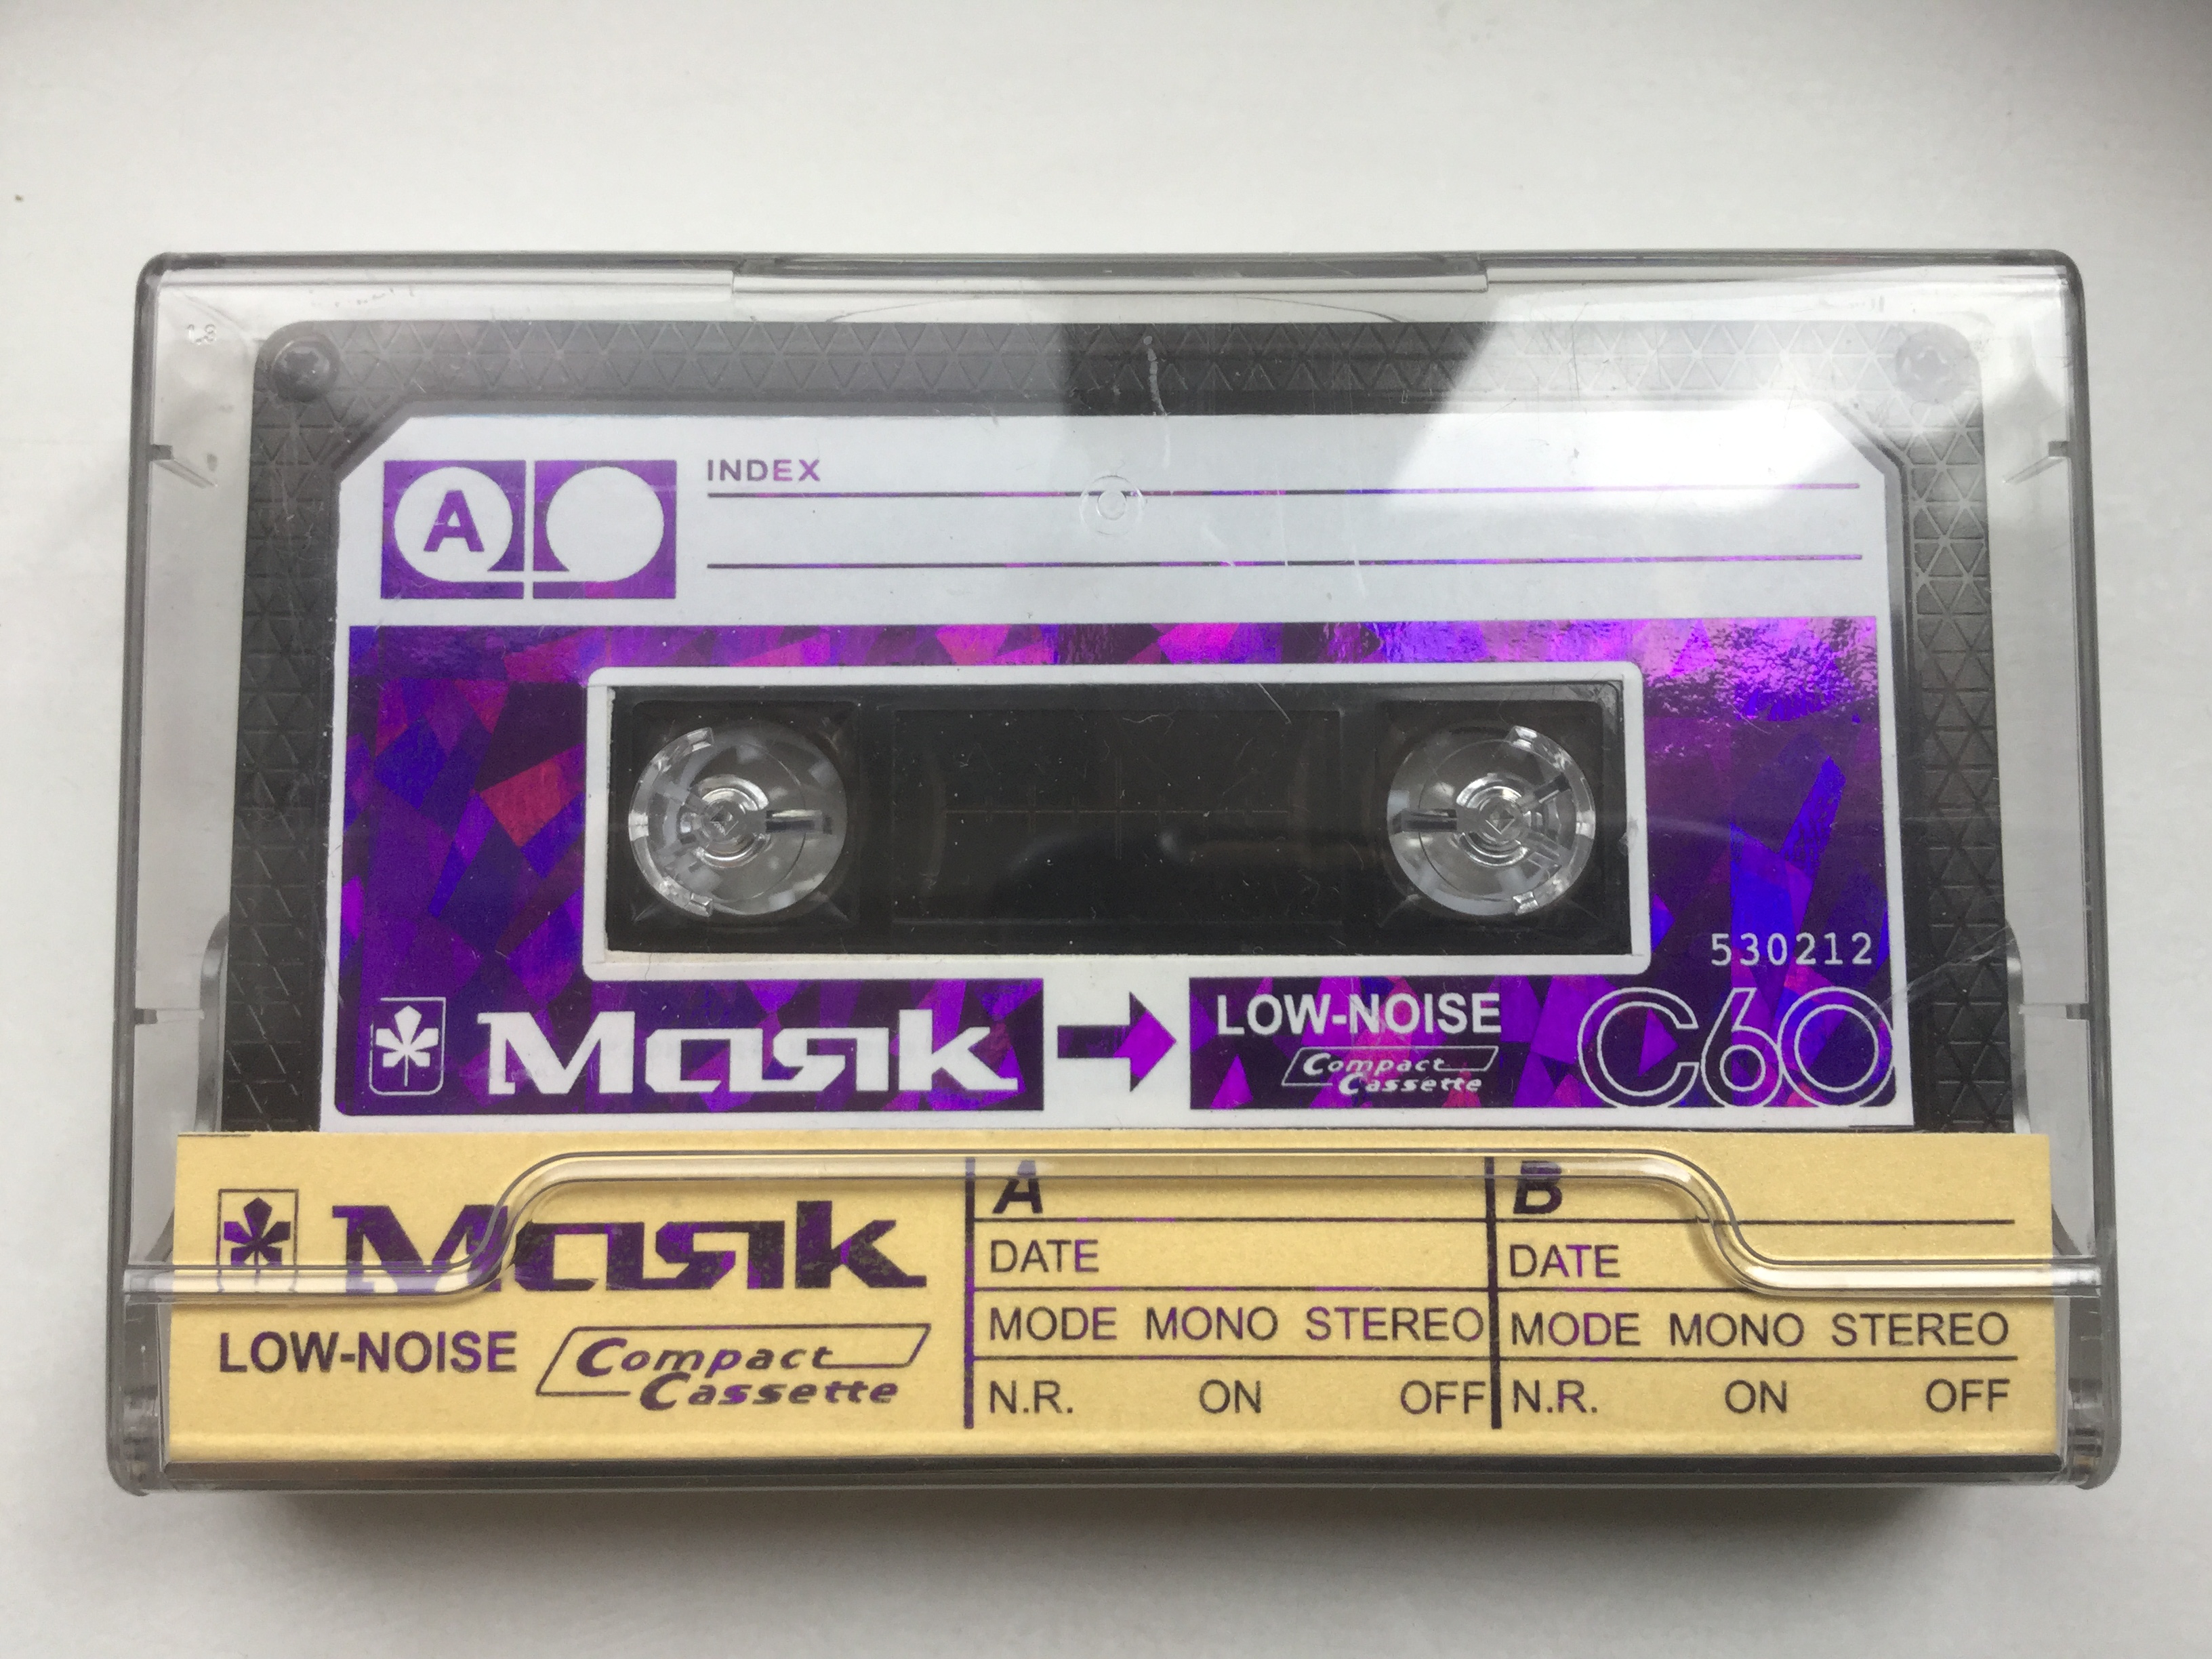 A
INDEX
530212
Маяк
LOW-NOISE
Compact
Cassette
C60
Маяк
LOW-NOISE
Compact
Cassette
A
DATE
MODE MONO STEREO
N.R. ON OFF
B
DATE
MODE MONO STEREO
N.R. ON OFF